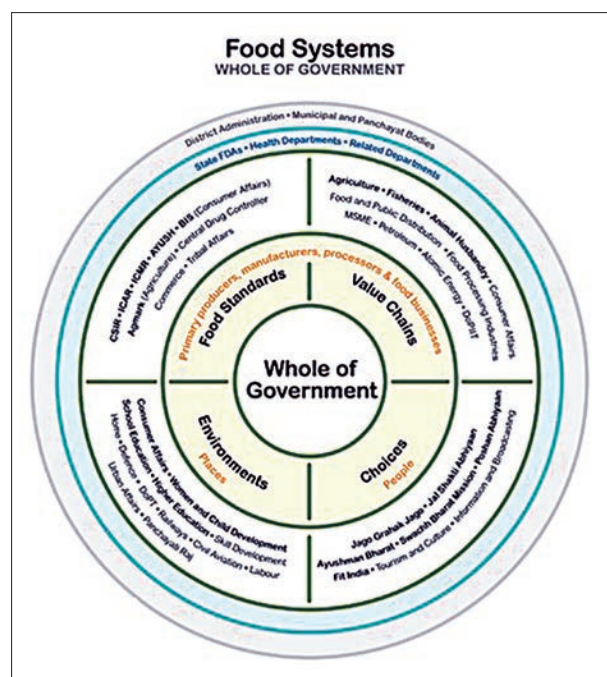 Food Systems
WHOLE OF GOVERNMENT
District Administration • Municipal and Panchayat Bodies
State FDAs • Health Departments • Related Departments
CSIR • ICAR • ICMR • AYUSH • BIS (Consumer Affairs)
Agmark (Agriculture) • Central Drug Controller
Commerce • Tribal Affairs
Agriculture • Fisheries • Animal Husbandry • Consumer Affairs
Food and Public Distribution • Food Processing Industries
MSME • Petroleum • Atomic Energy • DoPIIT
Primary producers, manufacturers, processors & food businesses
Food Standards
Value Chains
Whole of
Government
Environments
Places
Choices
People
Consumer Affairs • Women and Child Development
School Education • Higher Education • Skill Development
Home • Defence • DoPT • Railways • Civil Aviation • Labour
Urban Affairs • Panchayati Raj
Jago Grahak Jago • Jal Shakti Abhiyaan
Ayushman Bharat • Swachh Bharat Mission • Poshan Abhiyaan
Fit India • Tourism and Culture • Information and Broadcasting